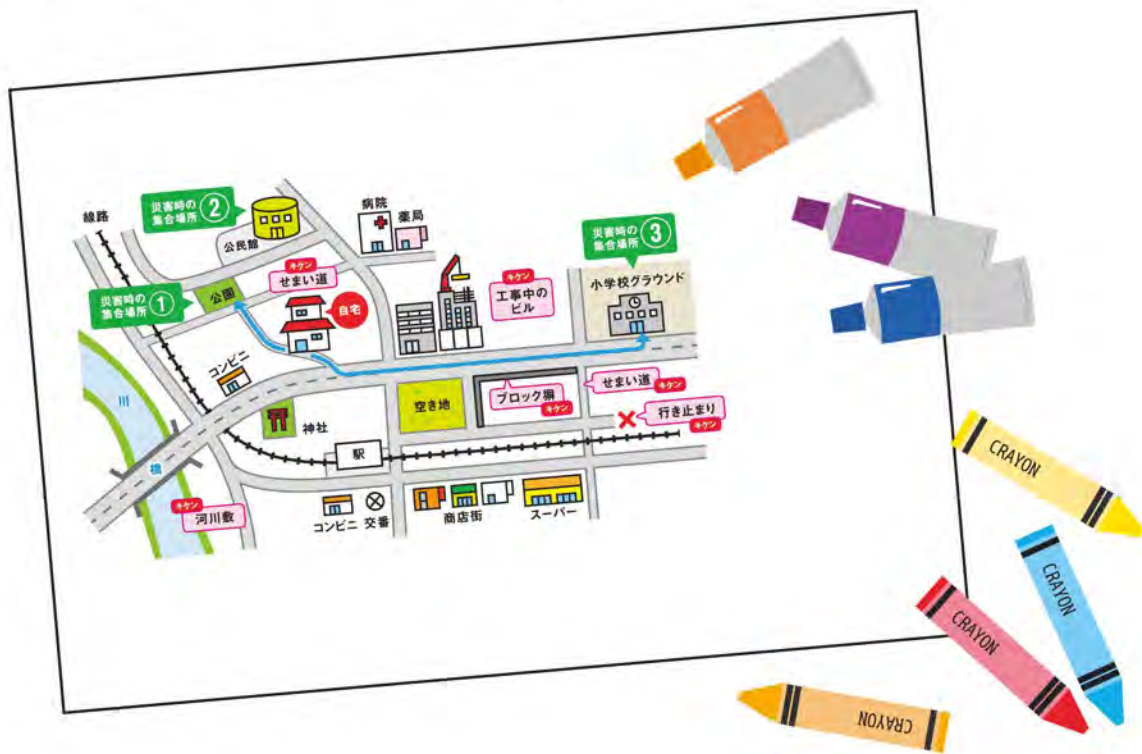 線路
災害時の
集合場所
2
公民館
病院
薬局
災害時の
集合場所
3
小学校グラウンド
災害時の
集合場所
1
公園
キケン
せまい道
自宅
キケン
工事中の
ビル
コンビニ
川
橋
神社
駅
空き地
ブロック塀
キケン
せまい道
キケン
行き止まり
キケン
キケン
河川敷
コンビニ
交番
商店街
スーパー
CRAYON
CRAYON
CRAYON
CRAYON